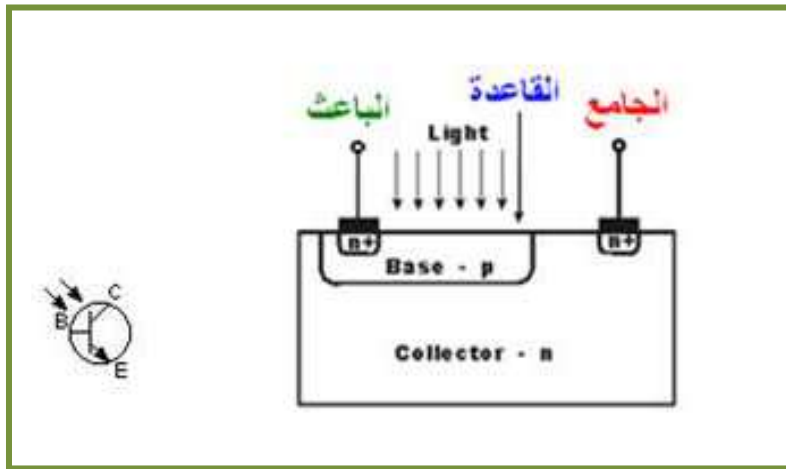 الباعث
القاعدة
الجامع
Light
n+
n+
Base - p
Collector - n
C
B
E